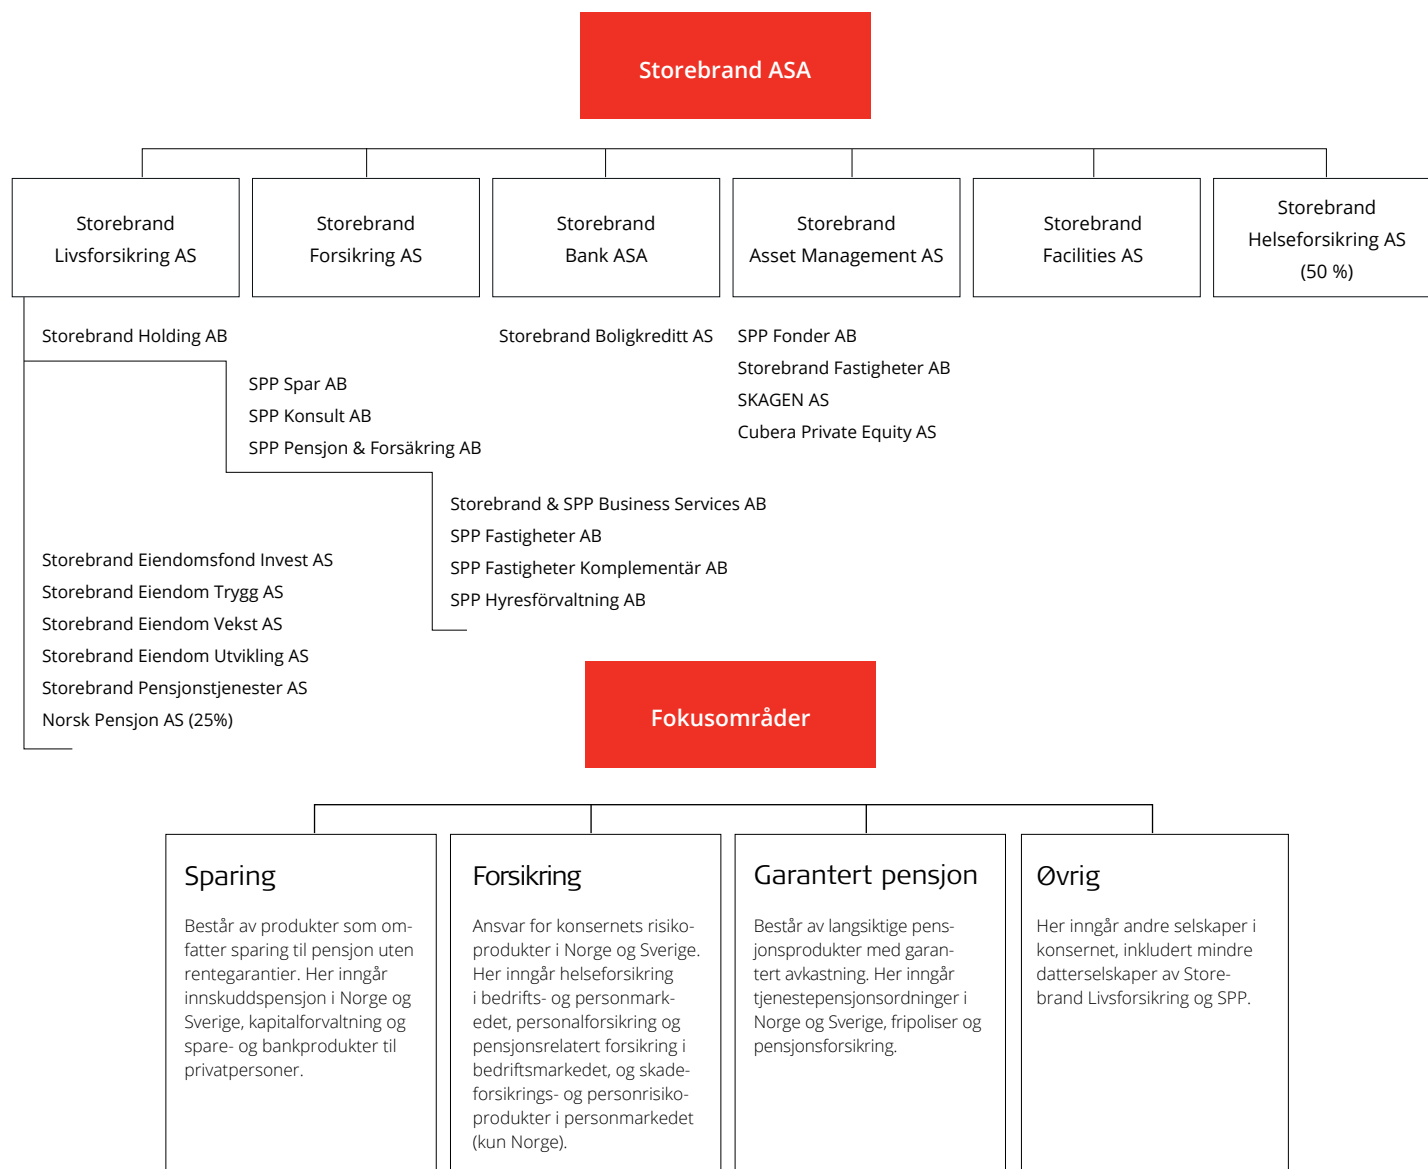 Storebrand ASA
Storebrand
Livsforsikring AS
Storebrand
Forsikring AS
Storebrand
Bank ASA
Storebrand
Asset Management AS
Storebrand
Facilities AS
Storebrand
Helseforsikring AS
(50 %)
Storebrand Holding AB
SPP Spar AB
SPP Konsult AB
SPP Pensjon & Forsäkring AB
Storebrand & SPP Business Services AB
SPP Fastigheter AB
SPP Fastigheter Komplementär AB
SPP Hyresförvaltning AB
Storebrand Eiendomsfond Invest AS
Storebrand Eiendom Trygg AS
Storebrand Eiendom Vekst AS
Storebrand Eiendom Utvikling AS
Storebrand Pensjonstjenester AS
Norsk Pensjon AS (25%)
Storebrand Boligkreditt AS
SPP Fonder AB
Storebrand Fastigheter AB
SKAGEN AS
Cubera Private Equity AS
Fokusområder
Sparing
Består av produkter som om-
fatter sparing til pensjon uten
rentegarantier. Her inngår
innskuddspensjon i Norge og
Sverige, kapitalforvaltning og
spare- og bankprodukter til
privatpersoner.
Forsikring
Ansvar for konsernets risiko-
produkter i Norge og Sverige.
Her inngår helseforsikring
i bedrifts- og personmark-
edet, personalforsikring og
pensjonsrelatert forsikring i
bedriftsmarkedet, og skade-
forsikrings- og personrisiko-
produkter i personmarkedet
(kun Norge).
Garantert pensjon
Består av langsiktige pens-
jonsprodukter med garan-
tert avkastning. Her inngår
tjenestepensjonsordninger i
Norge og Sverige, fripoliser og
pensjonsforsikring.
Øvrig
Her inngår andre selskaper i
konsernet, inkludert mindre
datterselskaper av Store-
brand Livsforsikring og SPP.